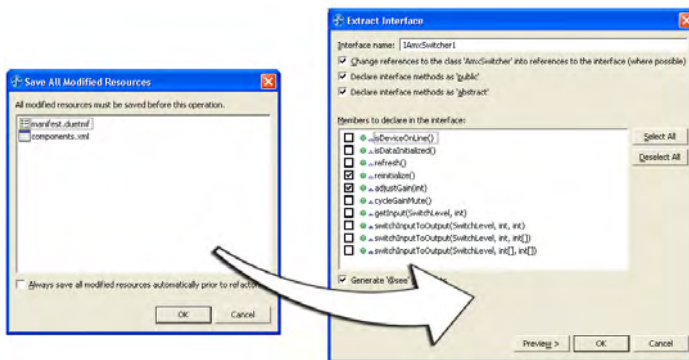 Save All Modified Resources
All modified resources must be saved before this operation.
manifest.duetmf
components.xml
Always save all modified resources automatically prior to refacto
OK
Cancel
Extract Interface
Interface name: IAmxSwitcher1
Change references to the class 'AmxSwitcher' into references to the interface (where possible)
Declare interface methods as 'public'
Declare interface methods as 'abstract'
Members to declare in the interface:
isDeviceOnLine()
isDataInitialized()
refresh()
reinitialize()
adjustGain(int)
cycleGainMute()
getInput(SwitchLevel, int)
switchInputToOutput(SwitchLevel, int, int)
switchInputToOutput(SwitchLevel, int, int[])
switchInputToOutput(SwitchLevel, int[], int[])
Select All
Deselect All
Generate '@see'
Preview >
OK
Cancel